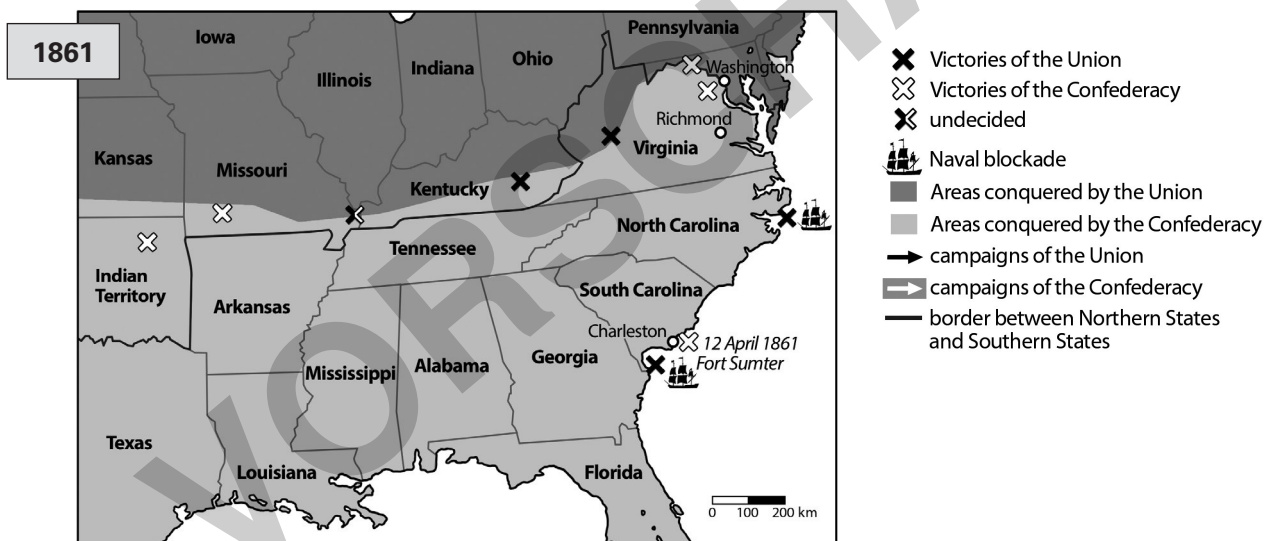 1861
Pennsylvania
Iowa
Ohio
Indiana
Illinois
Washington
Richmond
Virginia
Kansas
Missouri
Kentucky
North Carolina
Tennessee
Indian
Territory
Arkansas
South Carolina
Charleston
12 April 1861
Fort Sumter
Georgia
Alabama
Mississippi
Texas
Louisiana
Florida
0 100 200 km
Victories of the Union
Victories of the Confederacy
undecided
Naval blockade
Areas conquered by the Union
Areas conquered by the Confederacy
campaigns of the Union
campaigns of the Confederacy
border between Northern States
and Southern States
VORSCHA